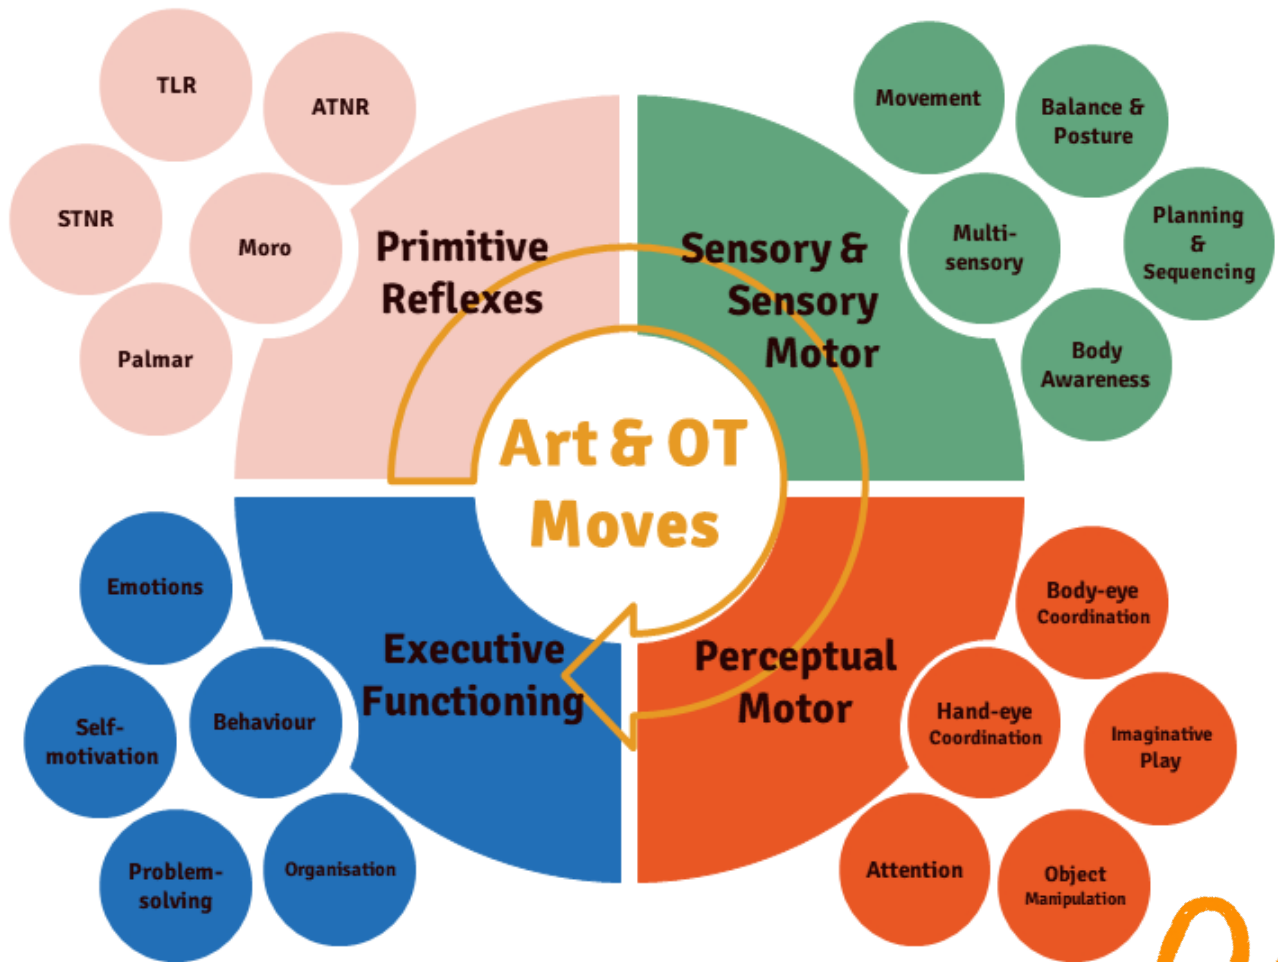 TLR
ATNR
STNR
Moro
Palmar
Primitive
Reflexes
Movement
Balance &
Posture
Planning
&
Sequencing
Multi-
sensory
Body
Awareness
Sensory &
Sensory
Motor
Art & OT
Moves
Emotions
Self-
motivation
Behaviour
Problem-
solving
Organisation
Executive
Functioning
Perceptual
Motor
Body-eye
Coordination
Hand-eye
Coordination
Imaginative
Play
Attention
Object
Manipulation